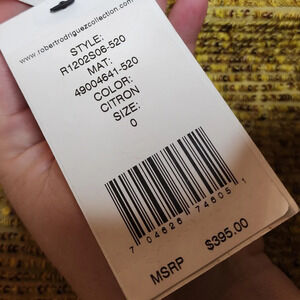 www.robertrodriguezcollection.com
STYLE:
R1202S06-520
MAT:
49004641-520
COLOR:
CITRON
SIZE:
0
7 04626 74605 1
MSRP $395.00